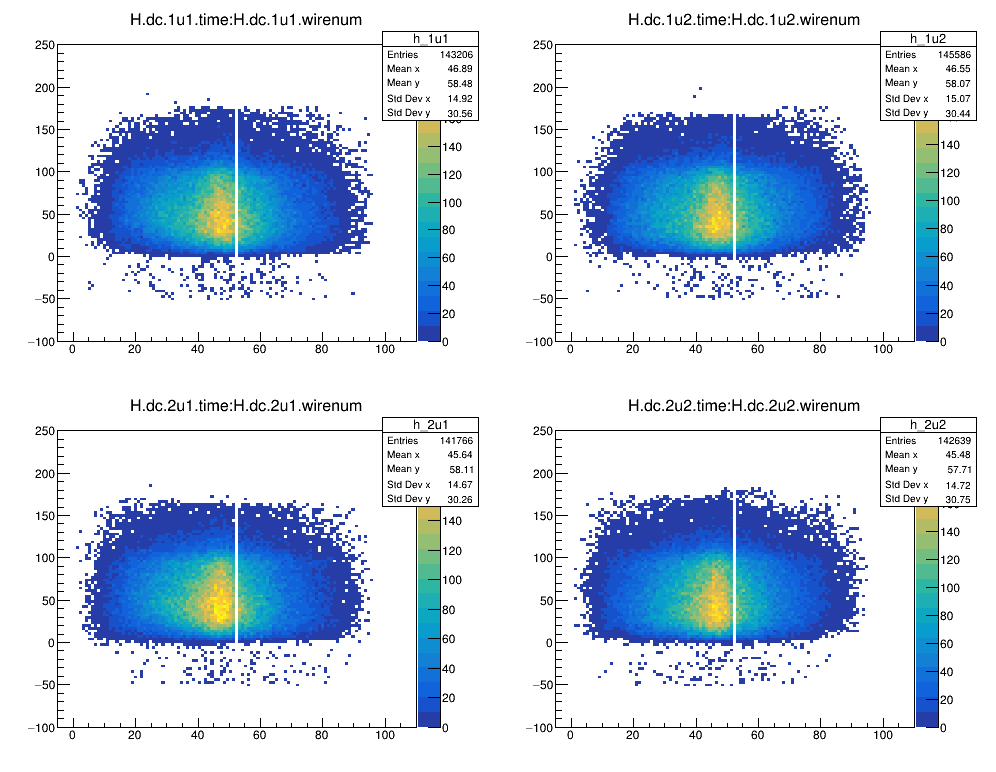 H.dc.1u1.time:H.dc.1u1.wirenum
h_1u1
Entries 143206
Mean x 46.89
Mean y 58.48
Std Dev x 14.92
Std Dev y 30.56
250
200
150
100
50
0
−50
−100
0 20 40 60 80 100
140
120
100
80
60
40
20
0
H.dc.1u2.time:H.dc.1u2.wirenum
h_1u2
Entries 145586
Mean x 46.55
Mean y 58.07
Std Dev x 15.07
Std Dev y 30.44
250
200
150
100
50
0
−50
−100
0 20 40 60 80 100
140
120
100
80
60
40
20
0
H.dc.2u1.time:H.dc.2u1.wirenum
h_2u1
Entries 141766
Mean x 45.64
Mean y 58.11
Std Dev x 14.67
Std Dev y 30.26
250
200
150
100
50
0
−50
−100
0 20 40 60 80 100
140
120
100
80
60
40
20
0
H.dc.2u2.time:H.dc.2u2.wirenum
h_2u2
Entries 142639
Mean x 45.48
Mean y 57.71
Std Dev x 14.72
Std Dev y 30.75
250
200
150
100
50
0
−50
−100
0 20 40 60 80 100
140
120
100
80
60
40
20
0